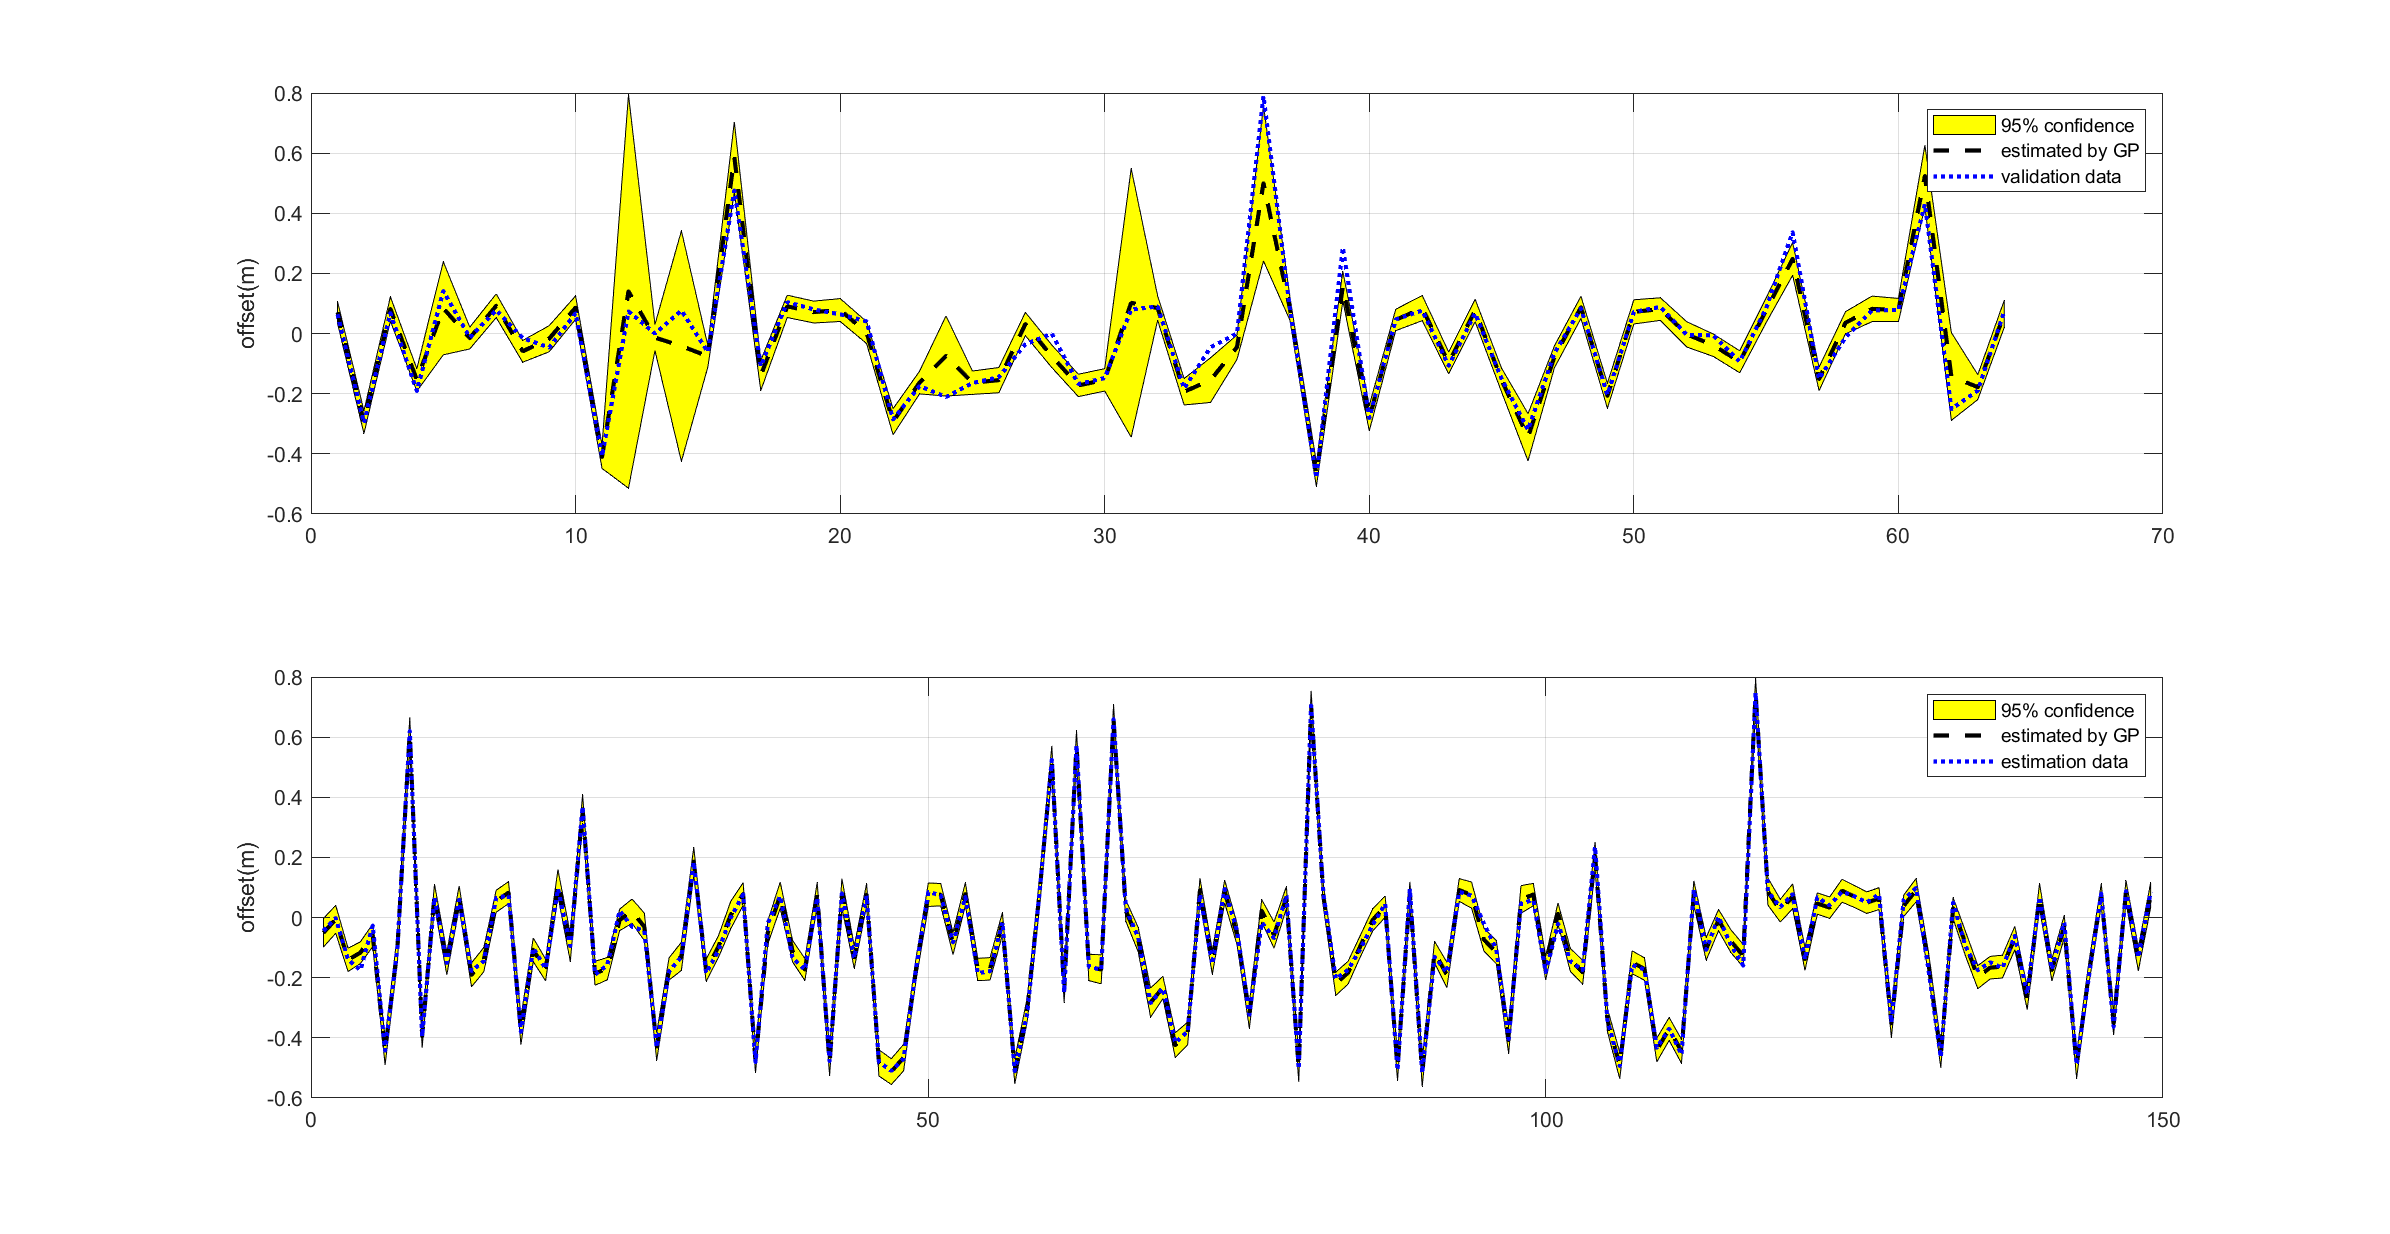 0.8
0.6
0.4
0.2
0
-0.2
-0.4
-0.6
offset(m)
0 10 20 30 40 50 60 70
95% confidence
estimated by GP
validation data
0.8
0.6
0.4
0.2
0
-0.2
-0.4
-0.6
offset(m)
0 50 100 150
95% confidence
estimated by GP
estimation data